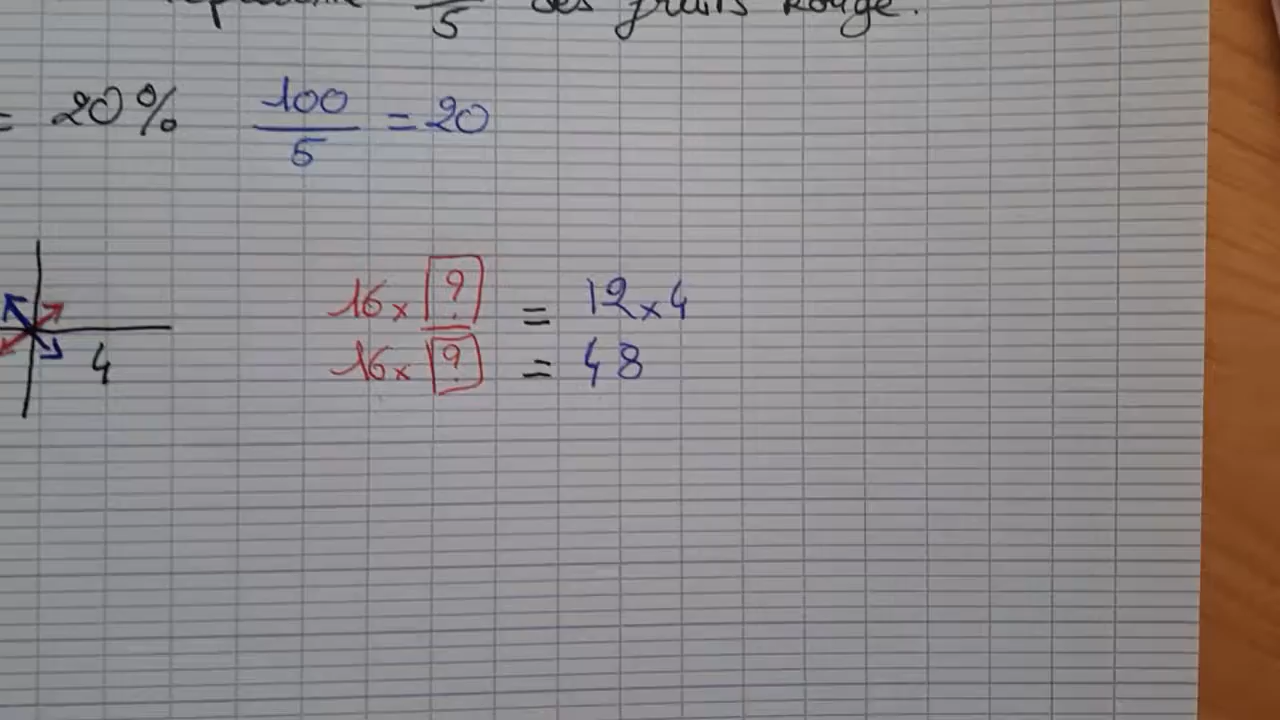 5 des fruits rouge.
= 20% 100/5 = 20
16 × ? = 12 × 4
4 16 × ? = 48